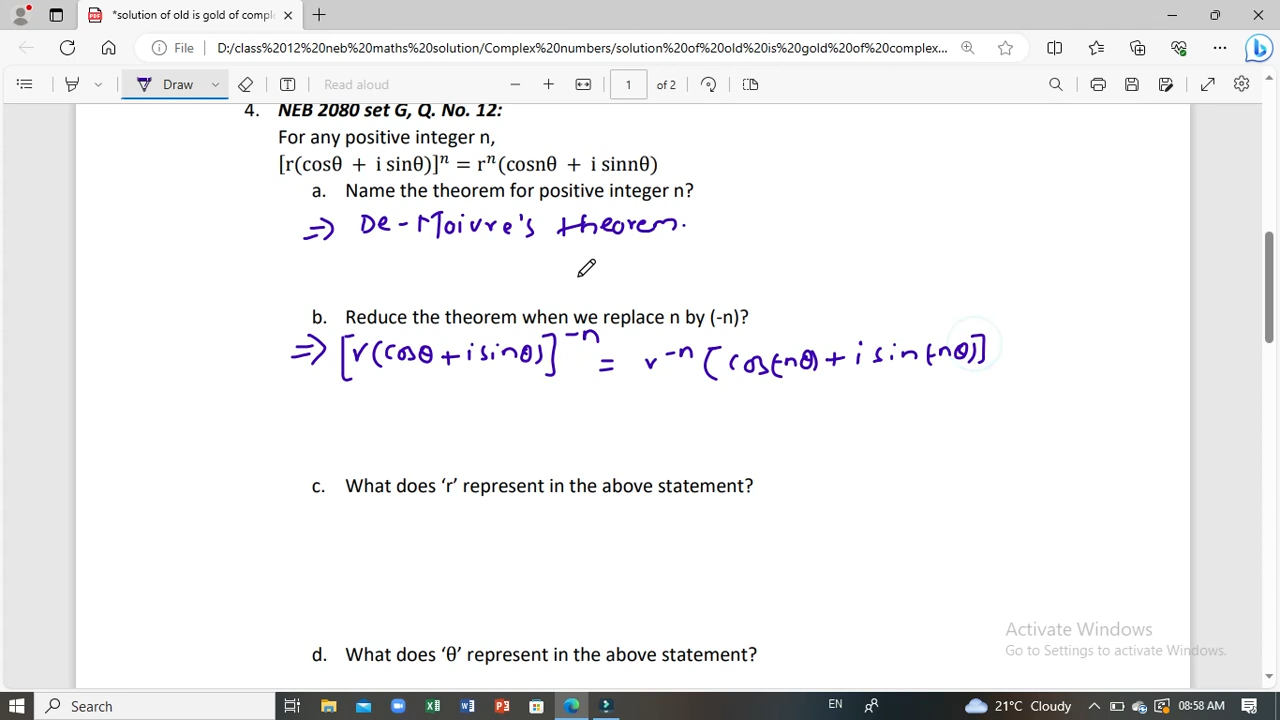 *solution of old is gold of comple
File D:/class%2012%20neb%20maths%20solution/Complex%20numbers/solution%20of%20old%20is%20gold%20of%20complex...
Draw
Read aloud
1 of 2
4. NEB 2080 set G, Q. No. 12:
For any positive integer n,
[r(cosθ + i sinθ)]ⁿ = rⁿ(cosnθ + i sinnθ)
a. Name the theorem for positive integer n?
⇒ De-Moivre's theorem.
b. Reduce the theorem when we replace n by (-n)?
⇒ [r(cosθ + i sinθ)]⁻ⁿ = r⁻ⁿ [cos(-nθ) + i sin(-nθ)]
c. What does 'r' represent in the above statement?
d. What does 'θ' represent in the above statement?
Activate Windows
Go to Settings to activate Windows.
Search
EN
21°C Cloudy
08:58 AM